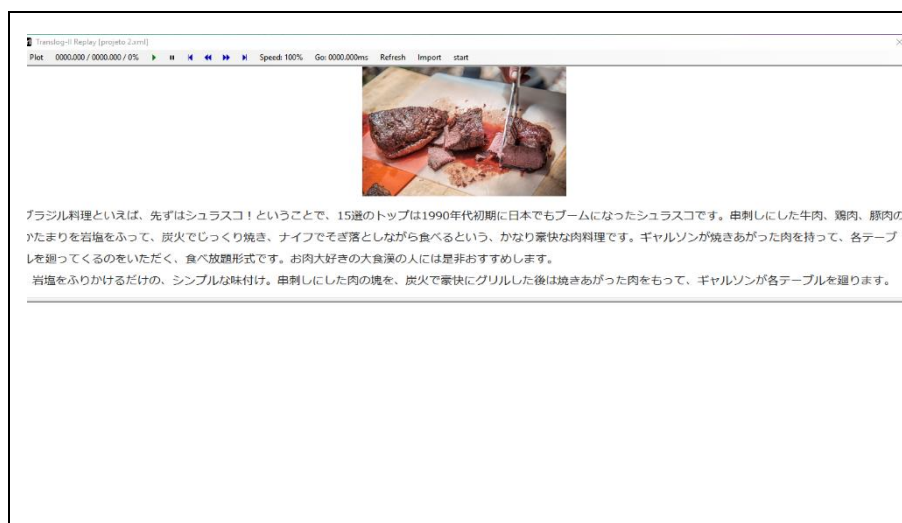 Translog-II Replay [projeto 2.xml]
Plot 0000.000 / 0000.000 / 0% Speed: 100% Go: 0000.000ms Refresh Import start
ブラジル料理といえば、先ずはシュラスコ！ということで、15選のトップは1990年代初期に日本でもブームになったシュラスコです。串刺しにした牛肉、鶏肉、豚肉の
かたまりを岩塩をふって、炭火でじっくり焼き、ナイフでそぎ落としながら食べるという、かなり豪快な肉料理です。ギャルソンが焼きあがった肉を持って、各テーブ
ルを廻ってくるのをいただく、食べ放題形式です。お肉大好きの大食漢の人には是非おすすめします。
岩塩をふりかけるだけの、シンプルな味付け。串刺しにした肉の塊を、炭火で豪快にグリルした後は焼きあがった肉をもって、ギャルソンが各テーブルを廻ります。